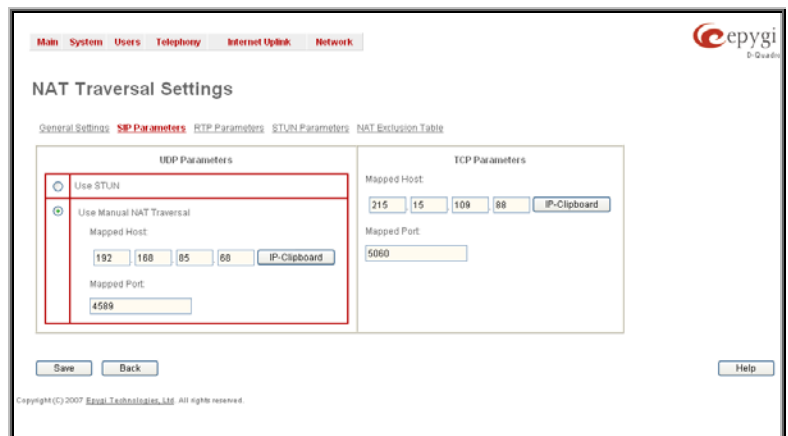 Main System Users Telephony Internet Uplink Network
epygi
D-Quadro
NAT Traversal Settings
General Settings SIP Parameters RTP Parameters STUN Parameters NAT Exclusion Table
UDP Parameters
Use STUN
Use Manual NAT Traversal
Mapped Host:
192 . 168 . 85 . 68 IP-Clipboard
Mapped Port:
4589
TCP Parameters
Mapped Host:
215 . 15 . 109 . 88 IP-Clipboard
Mapped Port:
5060
Save Back Help
Copyright (C) 2007 Epygi Technologies, Ltd. All rights reserved.